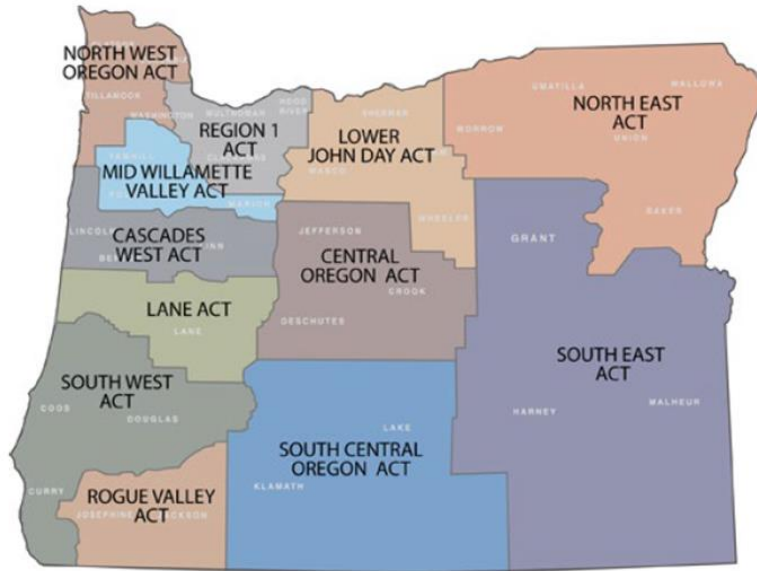 NORTH WEST
OREGON ACT
TILLAMOOK
WASHINGTON
MULTNOMAH
HOOD
RIVER
REGION 1
ACT
SHERMAN
LOWER
JOHN DAY ACT
WASCO
WHEELER
UMATILLA
WALLOWA
MORROW
NORTH EAST
ACT
UNION
BAKER
YAMHILL
MID WILLAMETTE
VALLEY ACT
MARION
LINCOLN
CASCADES
WEST ACT
JEFFERSON
CENTRAL
OREGON ACT
CROOK
DESCHUTES
GRANT
LANE ACT
LANE
SOUTH EAST
ACT
HARNEY
MALHEUR
SOUTH WEST
ACT
COOS
DOUGLAS
CURRY
LAKE
SOUTH CENTRAL
OREGON ACT
KLAMATH
ROGUE VALLEY
ACT
JOSEPHINE
JACKSON